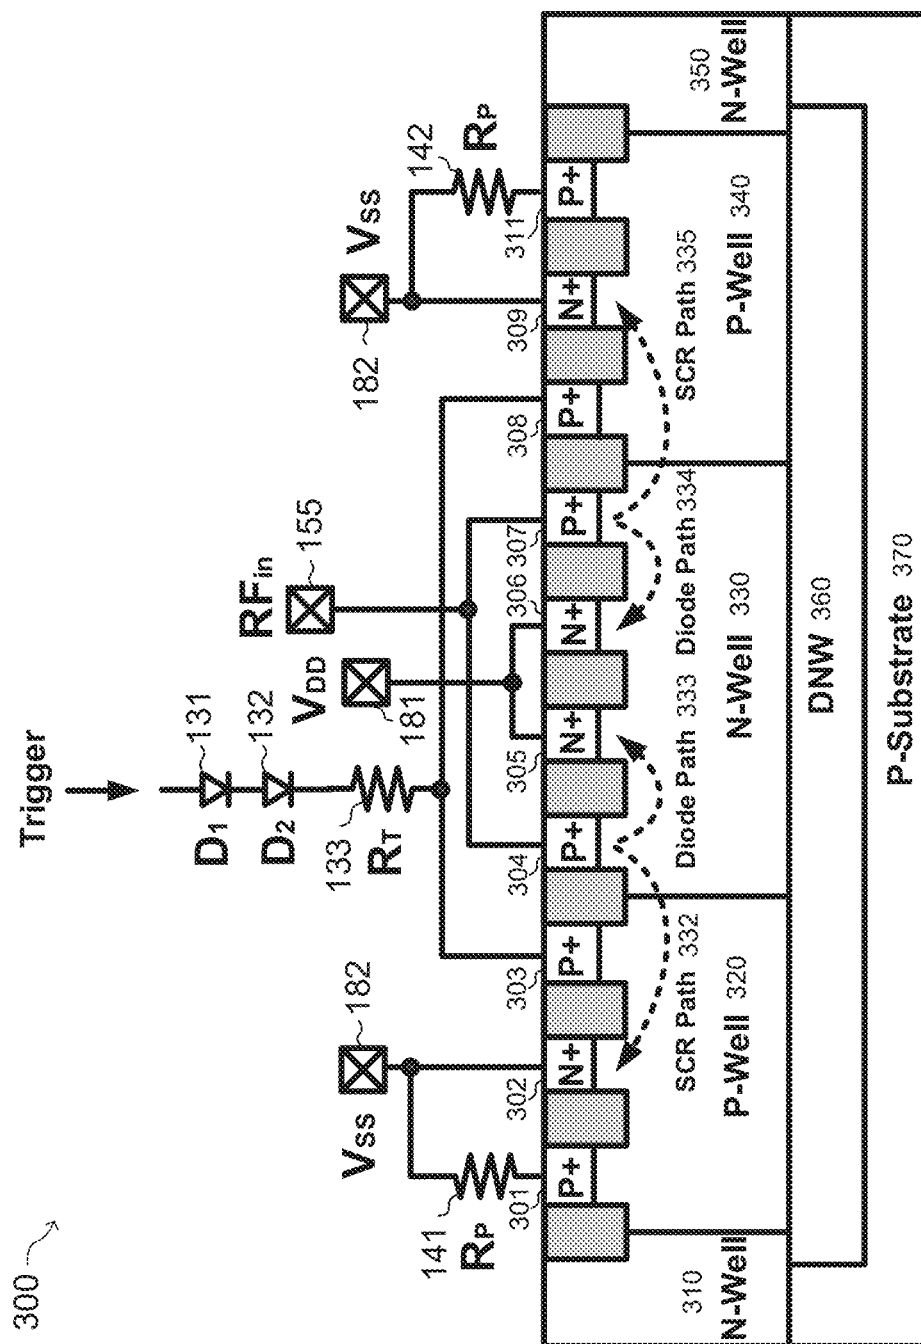 300
Trigger
131
D1
132
D2
133
RT
VDD
181
RFin
155
182
VSS
141
RP
182
VSS
142
RP
301
302
303
304
305
306
307
308
309
311
P+
N+
P+
P+
N+
N+
P+
P+
N+
P+
SCR Path 332
Diode Path 333
Diode Path 334
SCR Path 335
310
N-Well
P-Well 320
N-Well 330
P-Well 340
350
N-Well
DNW 360
P-Substrate 370